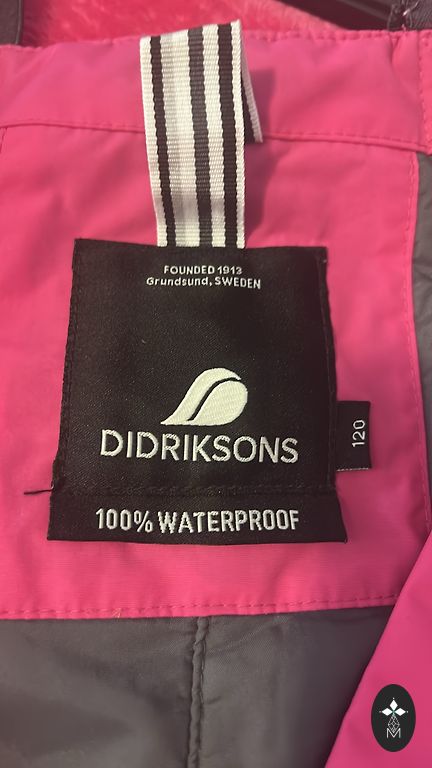 FOUNDED 1913
Grundsund, SWEDEN
DIDRIKSONS
120
100% WATERPROOF
M